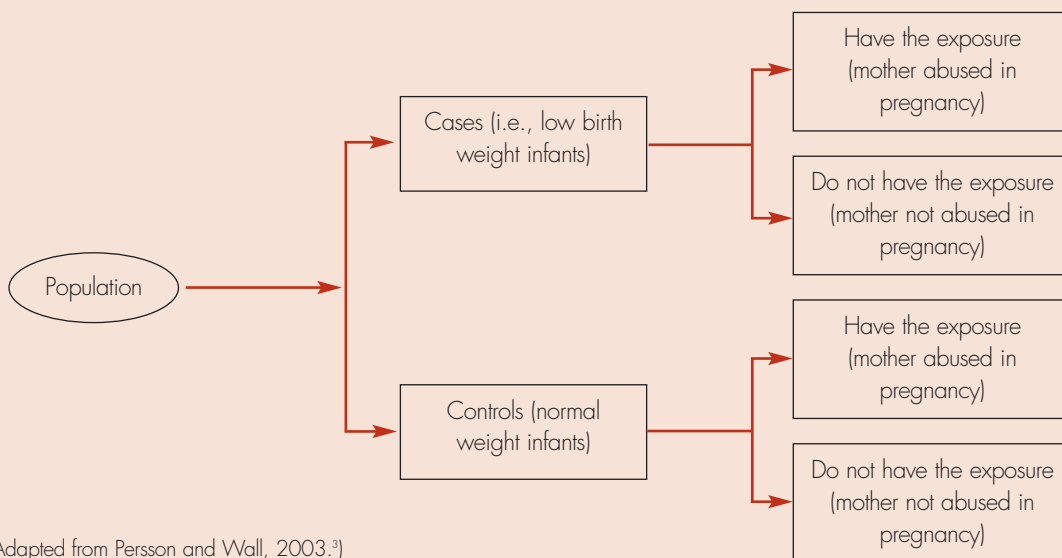 Population
Cases (i.e., low birth
weight infants)
Have the exposure
(mother abused in
pregnancy)
Do not have the exposure
(mother not abused in
pregnancy)
Controls (normal
weight infants)
Have the exposure
(mother abused in
pregnancy)
Do not have the exposure
(mother not abused in
pregnancy)
Adapted from Persson and Wall, 2003.³)